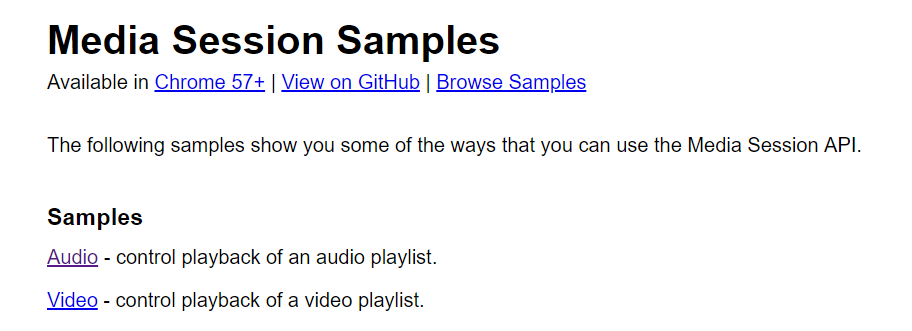 Media Session Samples
Available in Chrome 57+ | View on GitHub | Browse Samples
The following samples show you some of the ways that you can use the Media Session API.
Samples
Audio - control playback of an audio playlist.
Video - control playback of a video playlist.